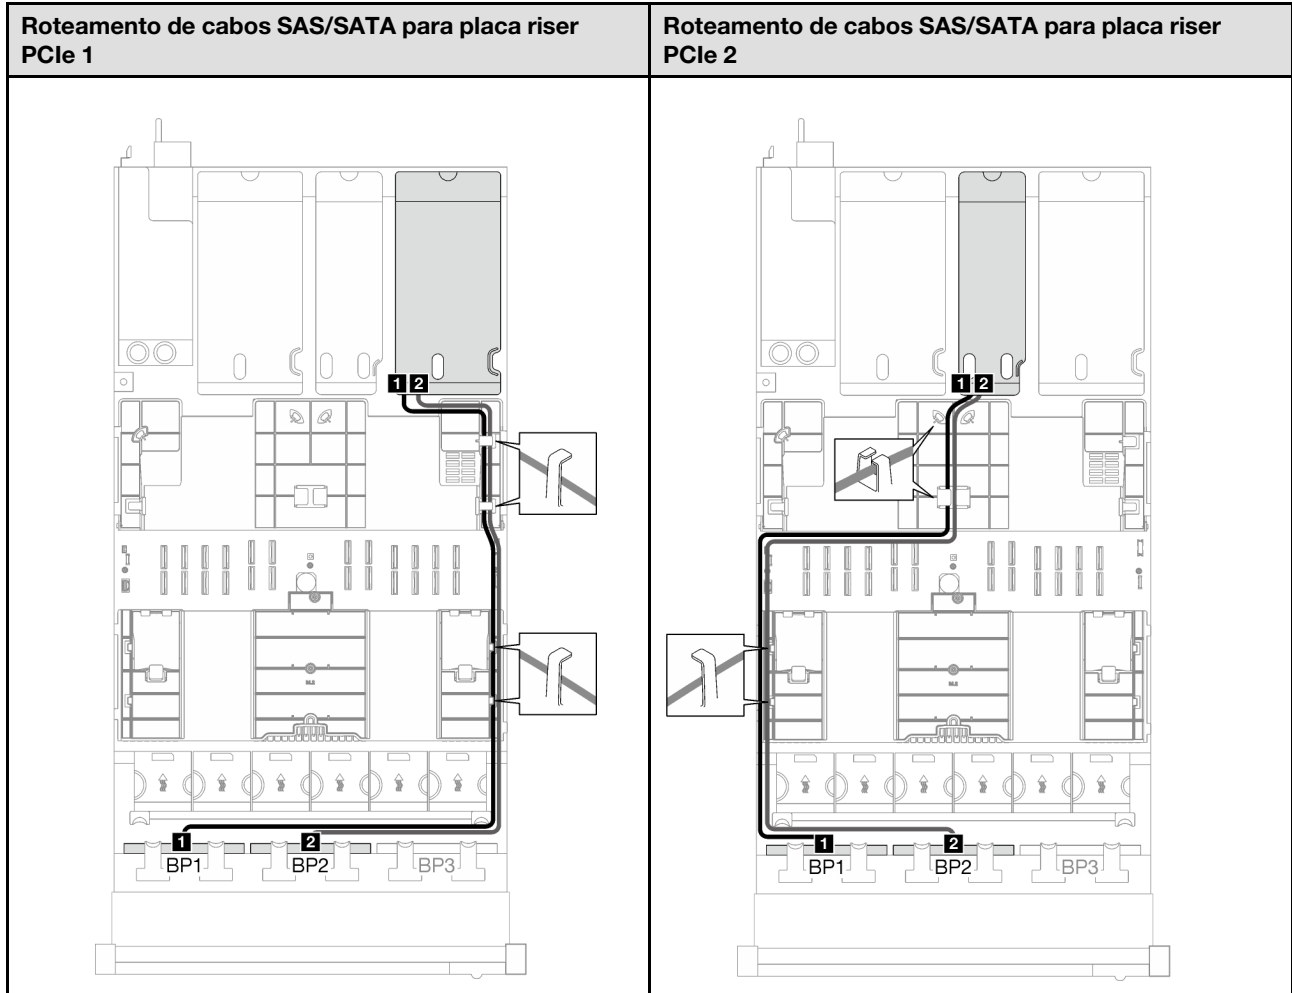 Roteamento de cabos SAS/SATA para placa riser
PCIe 1
Roteamento de cabos SAS/SATA para placa riser
PCIe 2
1 2
1 2
BP1 BP2 BP3
1 2
1 2
BP1 BP2 BP3